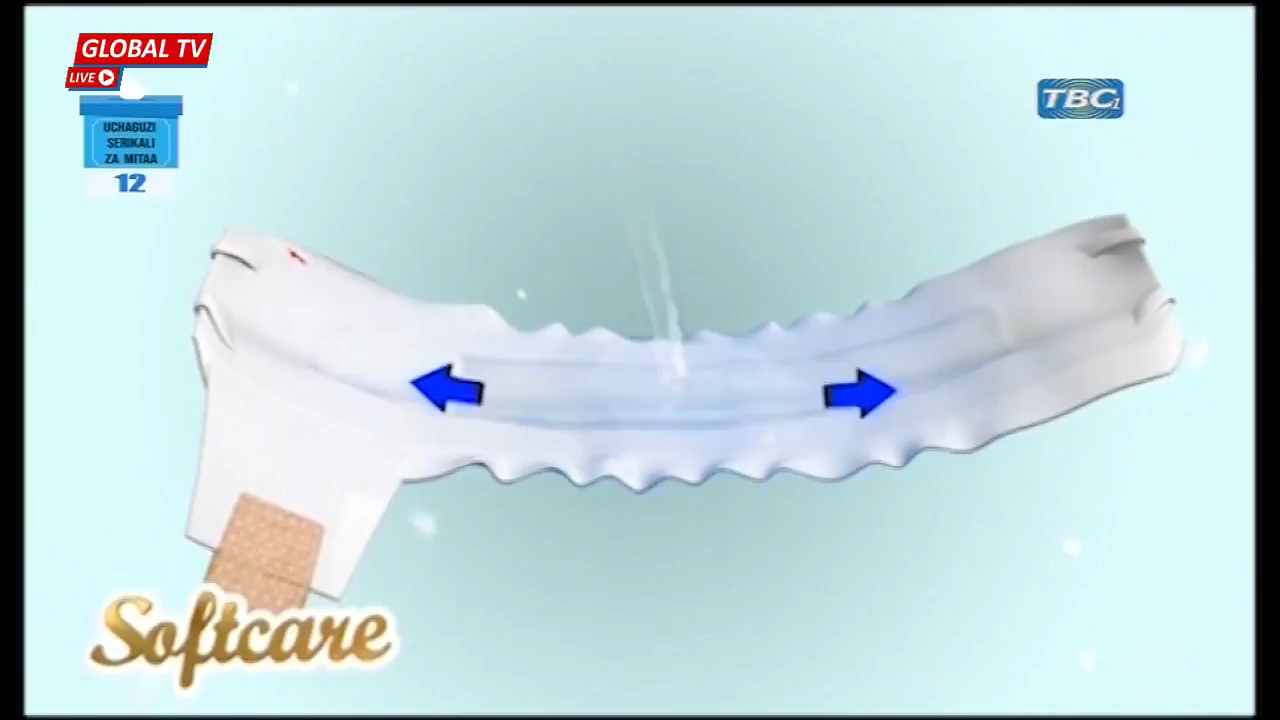 GLOBAL TV
LIVE
TBC1
UCHAGUZI
SERIKALI
ZA MITAA
12
Softcare